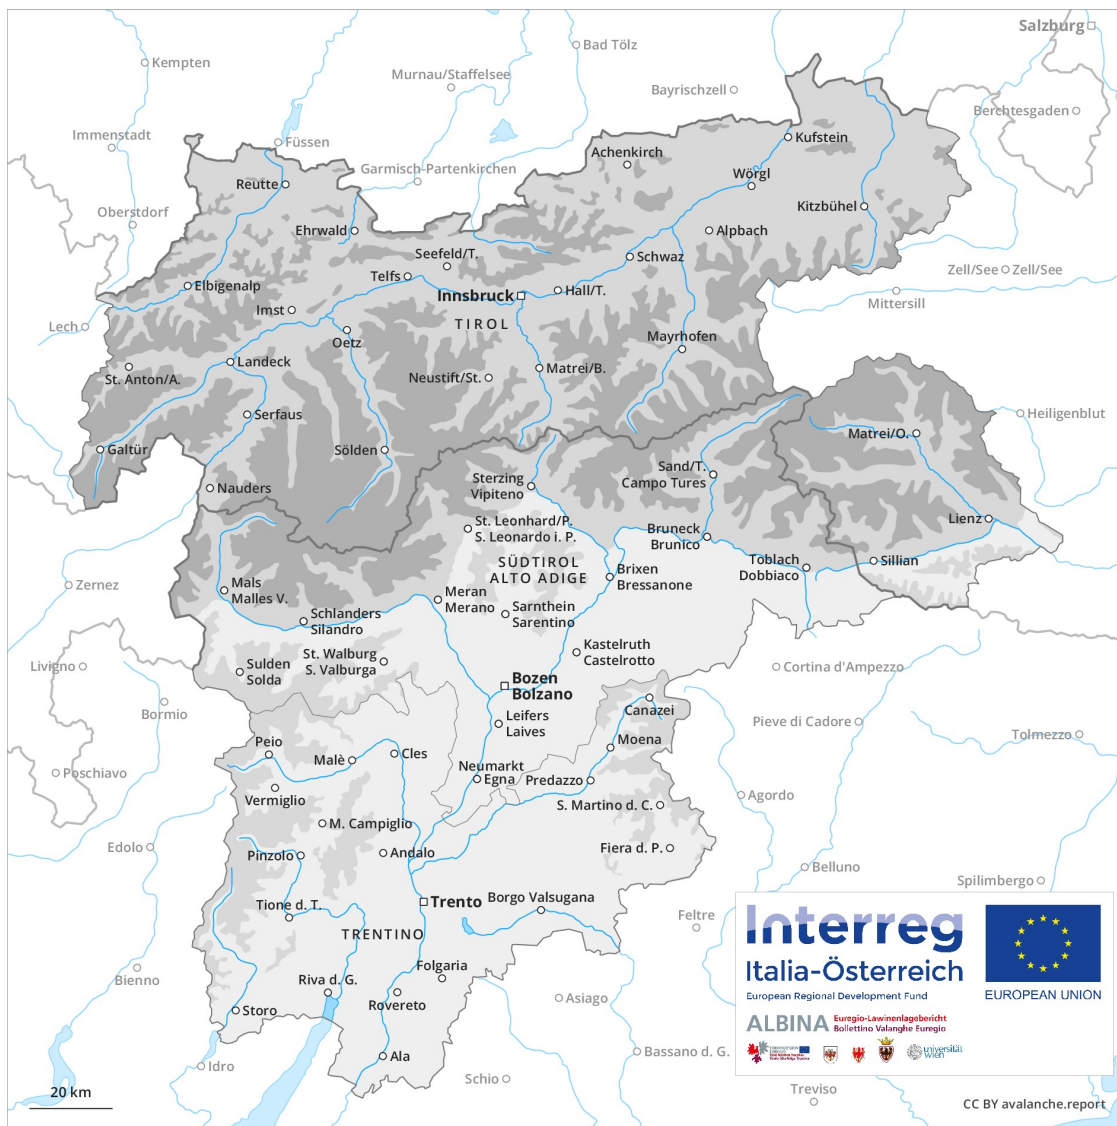 Salzburg
Bad Tölz
Kempten
Murnau/Staffelsee
Bayrischzell
Berchtesgaden
Immenstadt
Füssen
Kufstein
Achenkirch
Garmisch-Partenkirchen
Wörgl
Reutte
Oberstdorf
Kitzbühel
Ehrwald
Alpbach
Seefeld/T.
Schwaz
Telfs
Zell/See
Zell/See
Elbigenalp
Innsbruck
Hall/T.
Mittersill
Imst
TIROL
Lech
Oetz
Mayrhofen
Landeck
Matrei/B.
St. Anton/A.
Neustift/St.
Serfaus
Heiligenblut
Matrei/O.
Galtür
Sölden
Sand/T.
Campo Tures
Sterzing
Vipiteno
Nauders
St. Leonhard/P.
S. Leonardo i. P.
Lienz
Bruneck
Brunico
SÜDTIROL
ALTO ADIGE
Toblach
Dobbiaco
Sillian
Brixen
Bressanone
Zernez
Mals
Malles V.
Meran
Merano
Sarnthein
Sarentino
Schlanders
Silandro
Kastelruth
Castelrotto
St. Walburg
S. Valburga
Livigno
Sulden
Solda
Cortina d'Ampezzo
Bozen
Bolzano
Canazei
Bormio
Leifers
Laives
Pieve di Cadore
Tolmezzo
Moena
Peio
Malè
Cles
Poschiavo
Neumarkt
Egna
Predazzo
Vermiglio
S. Martino d. C.
Agordo
M. Campiglio
Edolo
Pinzolo
Andalo
Fiera d. P.
Belluno
Spilimbergo
Trento
Borgo Valsugana
Tione d. T.
Feltre
TRENTINO
Folgaria
Bienno
Riva d. G.
Rovereto
Asiago
Storo
Ala
Bassano d. G.
Idro
Schio
Treviso
Interreg
Italia-Österreich
European Regional Development Fund
EUROPEAN UNION
ALBINA
Euregio-Lawinenlagebericht
Bollettino Valanghe Euregio
universität
wien
20 km
CC BY avalanche.report